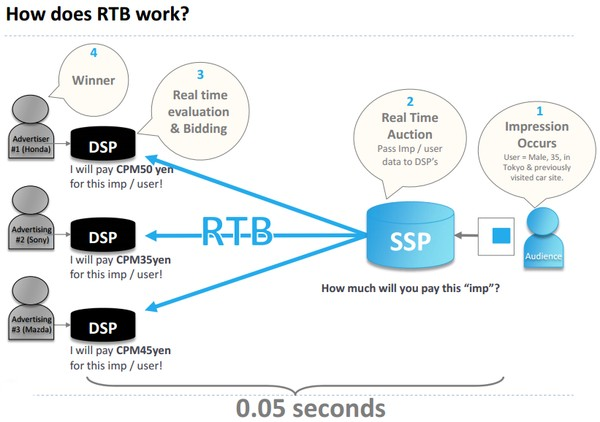 How does RTB work?
4
Winner
3
Real time
evaluation
& Bidding
2
Real Time
Auction
Pass Imp / user
data to DSP's
1
Impression
Occurs
User = Male, 35, in
Tokyo & previously
visited car site.
Advertiser
#1 (Honda)
DSP
I will pay CPM50 yen
for this imp / user!
Advertising
#2 (Sony)
DSP
I will pay CPM35yen
for this imp / user!
RTB
SSP
Audience
How much will you pay this “imp”?
Advertising
#3 (Mazda)
DSP
I will pay CPM45yen
for this imp / user!
0.05 seconds